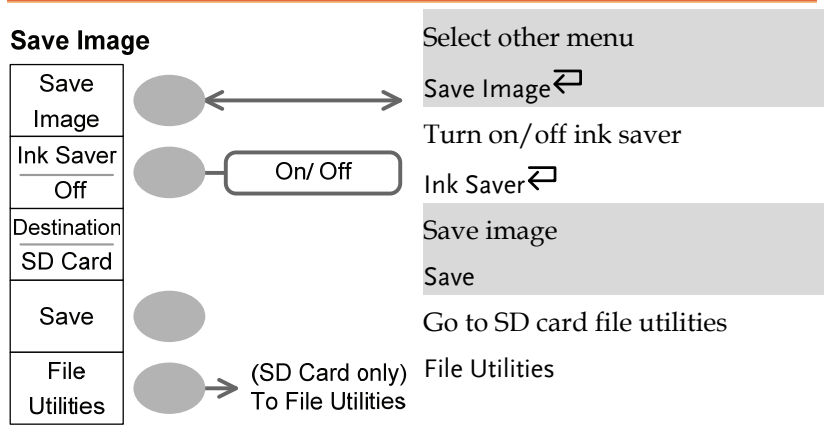 Save Image
Save
Image
Ink Saver
Off
Destination
SD Card
Save
File
Utilities
On/ Off
(SD Card only)
To File Utilities
Select other menu
Save Image
Turn on/off ink saver
Ink Saver
Save image
Save
Go to SD card file utilities
File Utilities